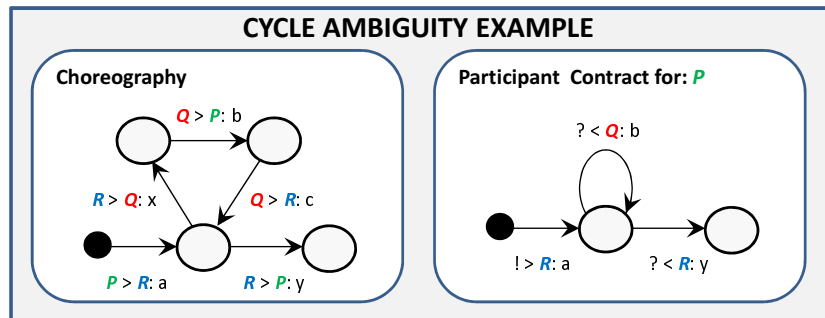 CYCLE AMBIGUITY EXAMPLE
Choreography
Q > P: b
R > Q: x
Q > R: c
P > R: a
R > P: y
Participant Contract for: P
? < Q: b
! > R: a
? < R: y